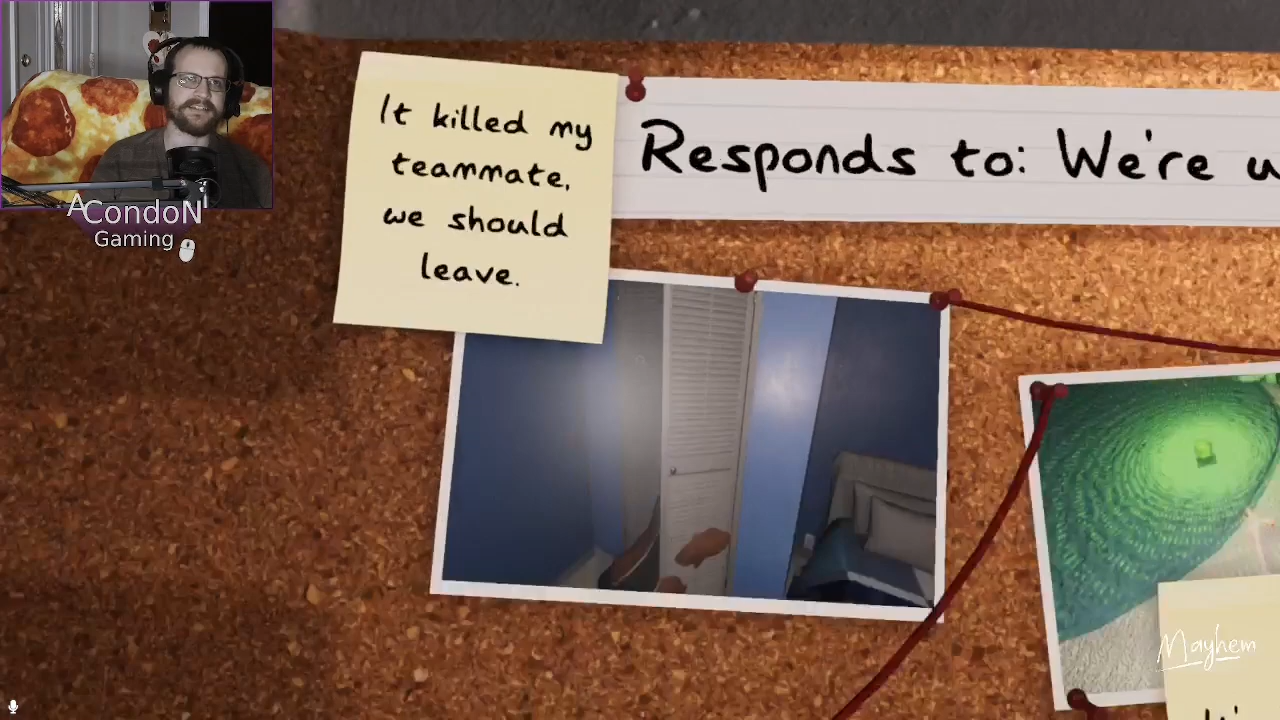 It killed my
teammate,
we should
leave.
Responds to: We're
ACondoN
Gaming
Mayhem